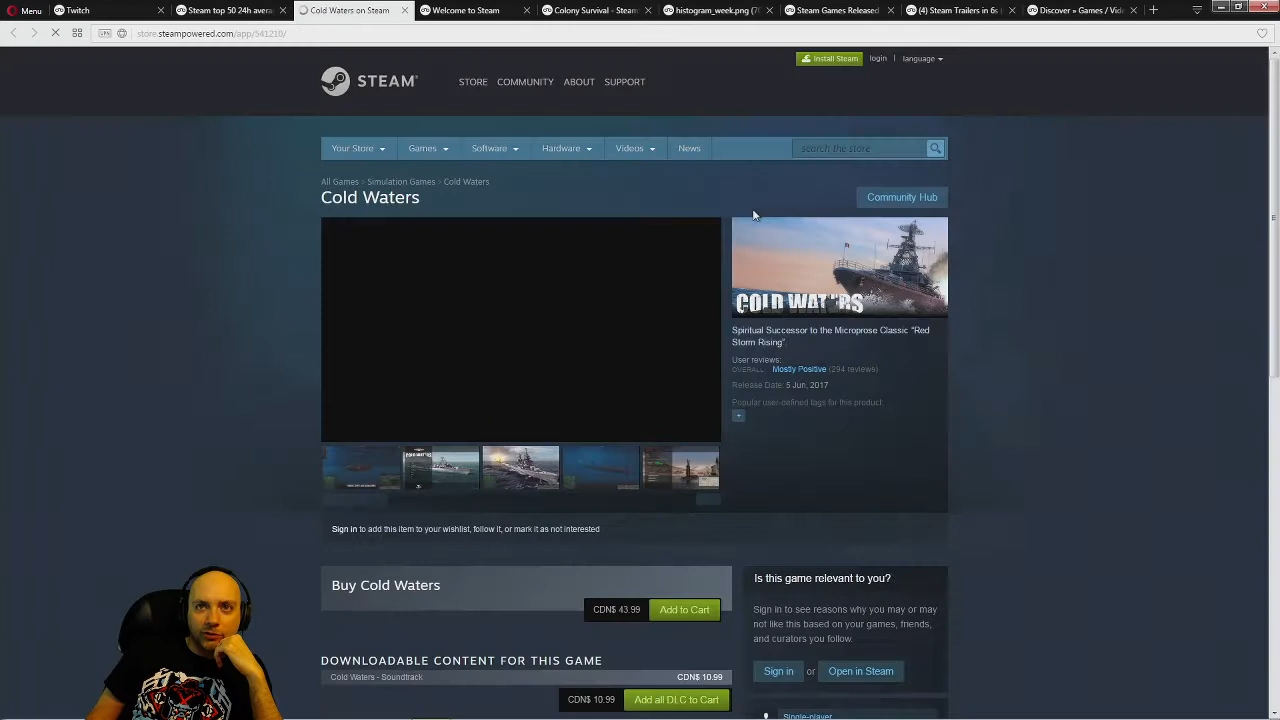 Menu
Twitch
Steam top 50 24h avera
Cold Waters on Steam
Welcome to Steam
Colony Survival - Steam
histogram_week.png (7
Steam Games Released
(4) Steam Trailers in 6s
Discover » Games / Vide
VPN
store.steampowered.com/app/541210/
Install Steam
login
language
STEAM
STORE COMMUNITY ABOUT SUPPORT
Your Store Games Software Hardware Videos News
search the store
All Games > Simulation Games > Cold Waters
Cold Waters
Community Hub
COLD WATERS
Spiritual Successor to the Microprose Classic "Red
Storm Rising".
User reviews:
OVERALL: Mostly Positive (294 reviews)
Release Date: 5 Jun, 2017
Popular user-defined tags for this product:
+
Sign in to add this item to your wishlist, follow it, or mark it as not interested
Buy Cold Waters
CDN$ 43.99 Add to Cart
Is this game relevant to you?
Sign in to see reasons why you may or may
not like this based on your games, friends,
and curators you follow.
Sign in or Open in Steam
DOWNLOADABLE CONTENT FOR THIS GAME
Cold Waters - Soundtrack CDN$ 10.99
CDN$ 10.99 Add all DLC to Cart
Single-player